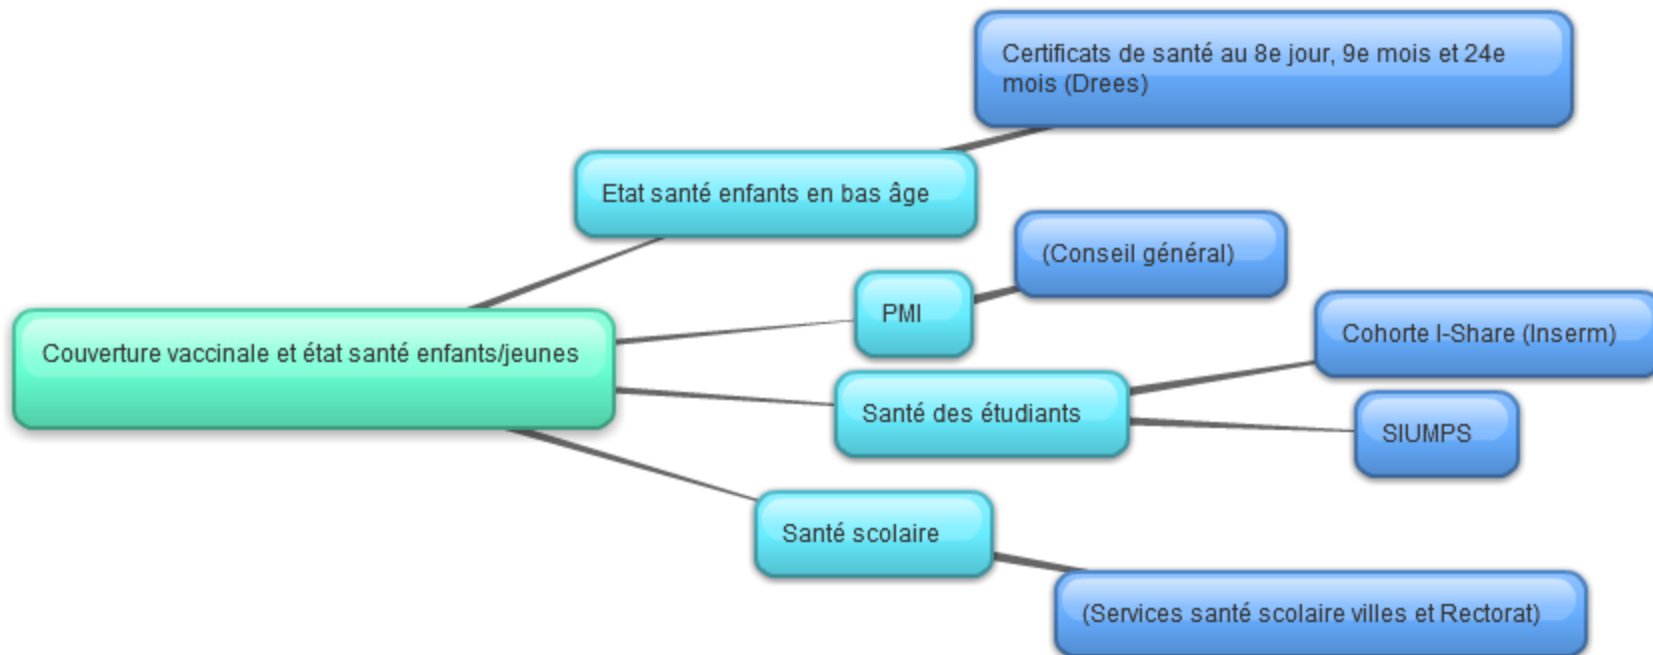 Certificats de santé au 8e jour, 9e mois et 24e
mois (Drees)
Etat santé enfants en bas âge
(Conseil général)
PMI
Cohorte I-Share (Inserm)
Couverture vaccinale et état santé enfants/jeunes
Santé des étudiants
SIUMPS
Santé scolaire
(Services santé scolaire villes et Rectorat)